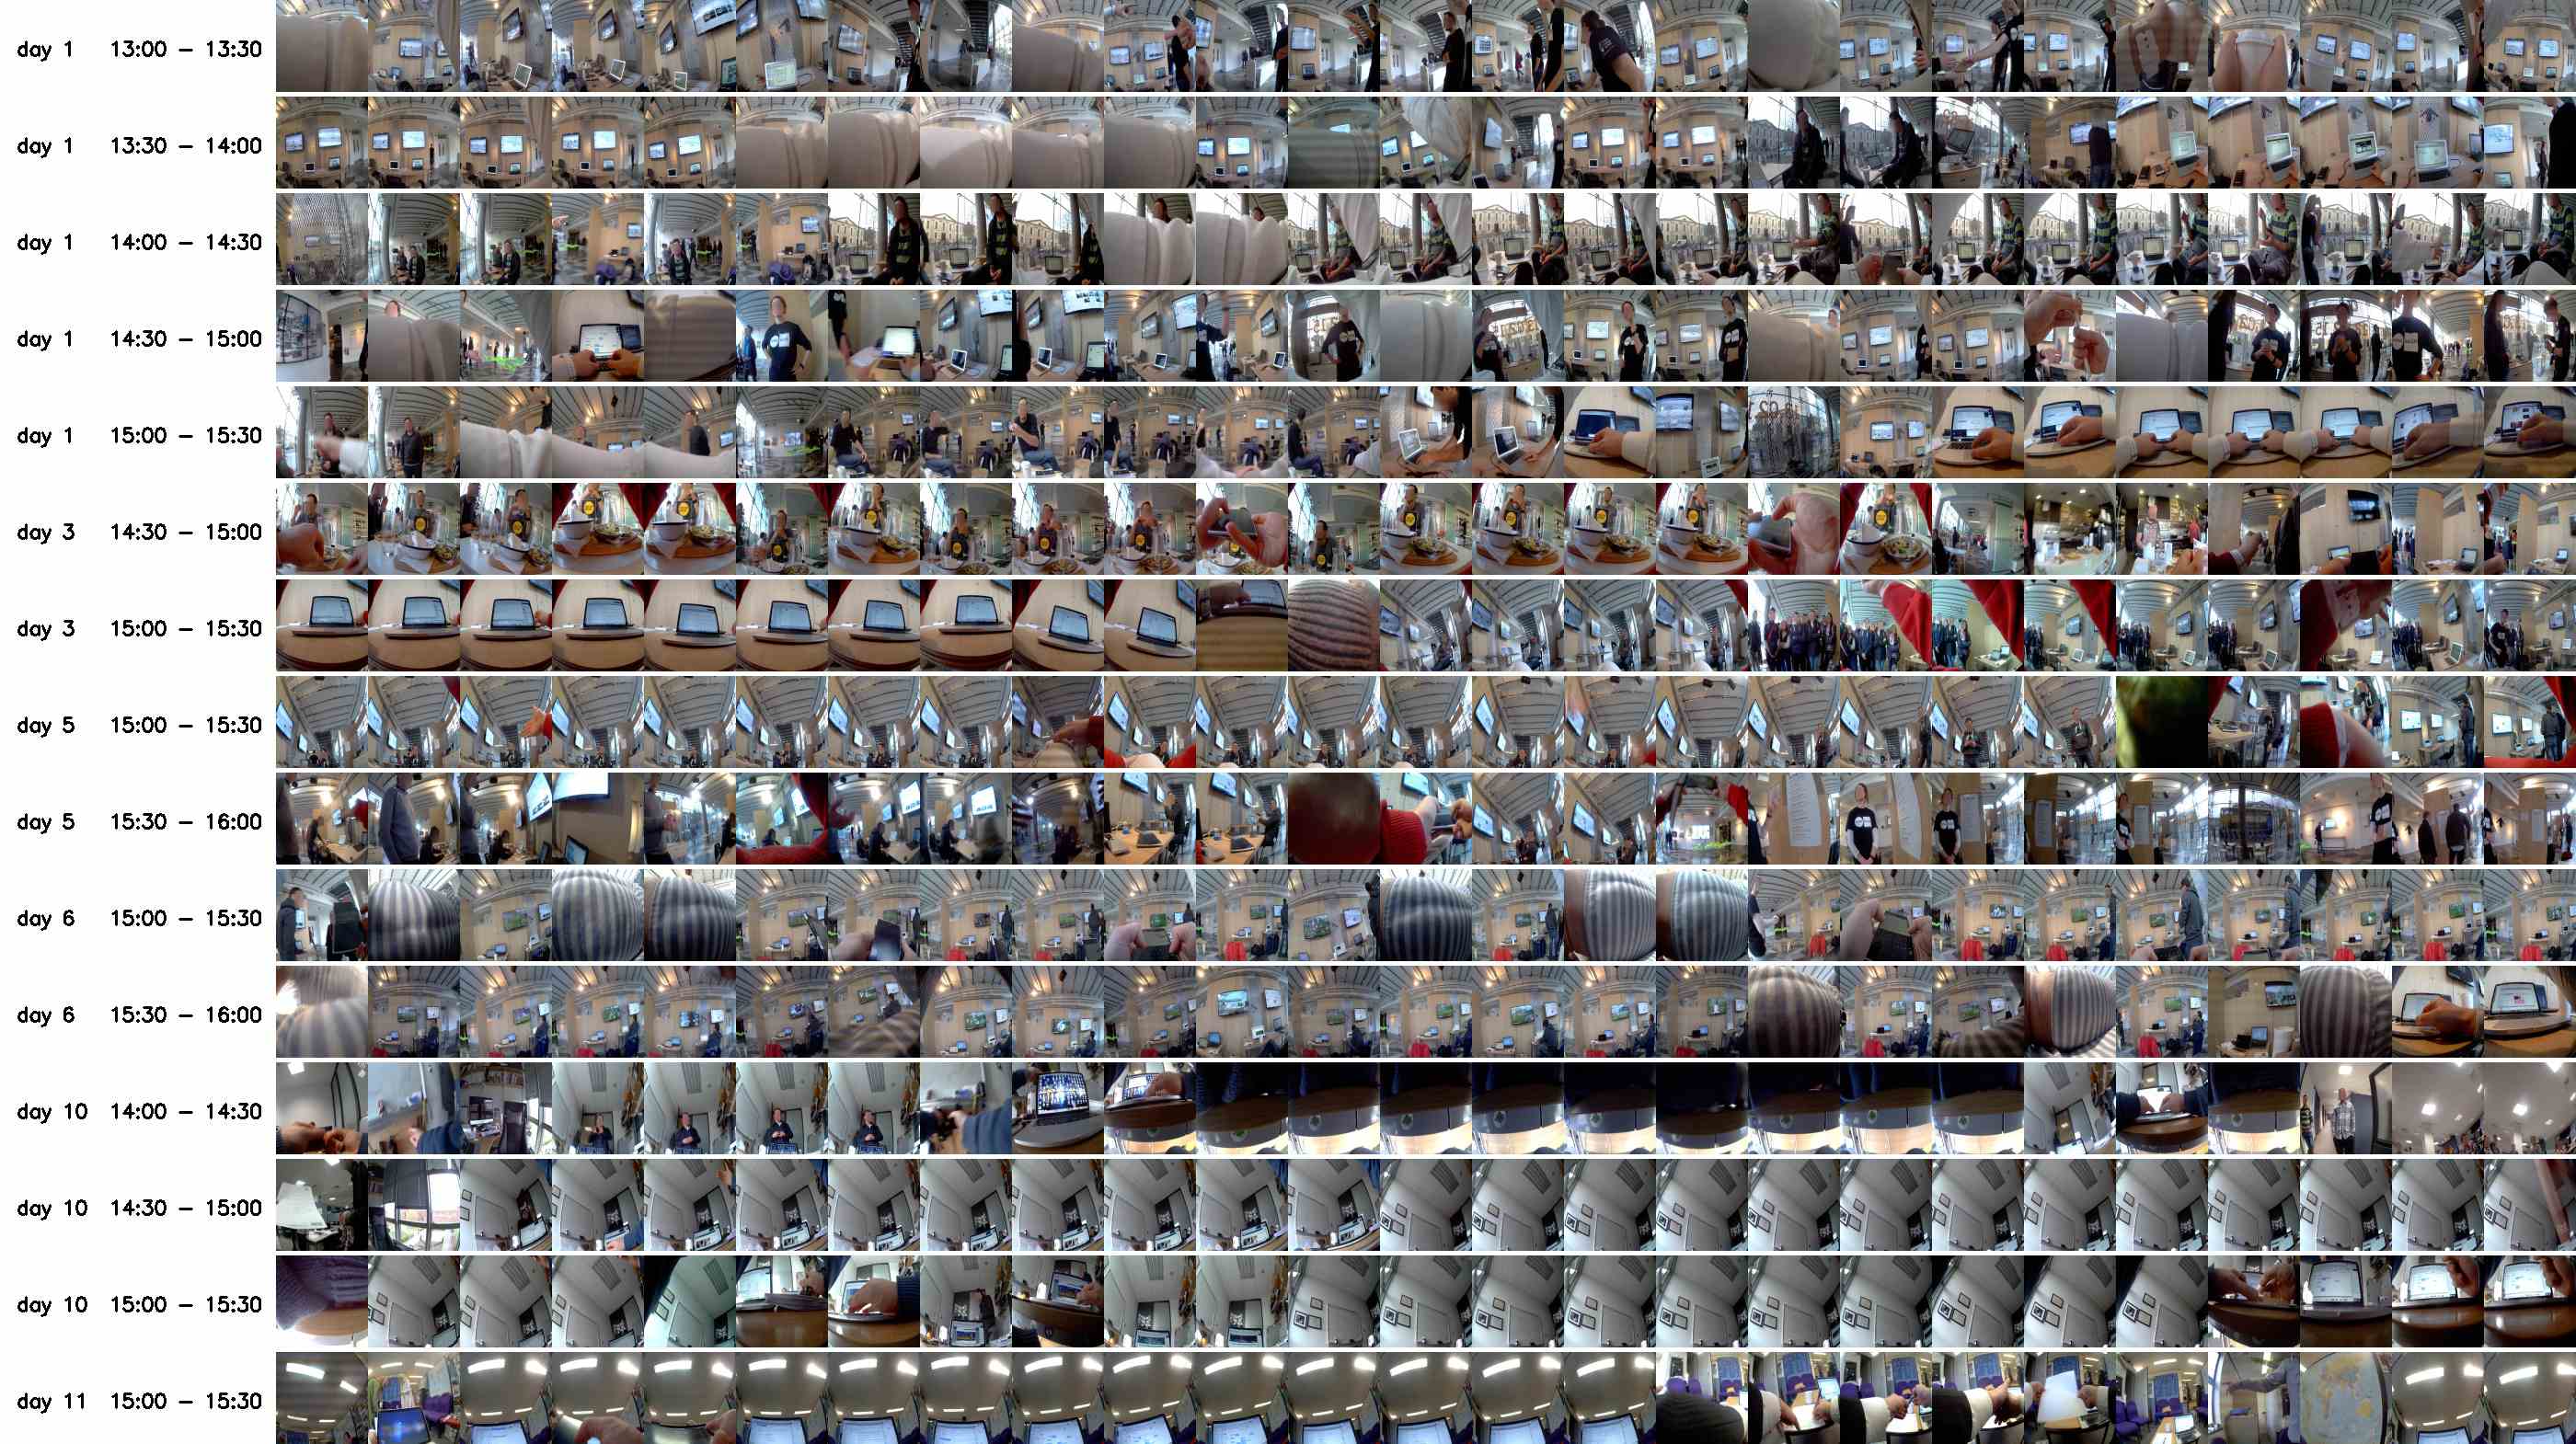 day 1 13:00 – 13:30
day 1 13:30 – 14:00
day 1 14:00 – 14:30
day 1 14:30 – 15:00
day 1 15:00 – 15:30
day 3 14:30 – 15:00
day 3 15:00 – 15:30
day 5 15:00 – 15:30
day 5 15:30 – 16:00
day 6 15:00 – 15:30
day 6 15:30 – 16:00
day 10 14:00 – 14:30
day 10 14:30 – 15:00
day 10 15:00 – 15:30
day 11 15:00 – 15:30